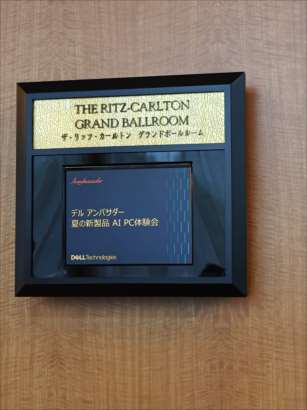 THE RITZ-CARLTON
GRAND BALLROOM
ザ・リッツ・カールトン グランドボールルーム
Ambassador
デル アンバサダー
夏の新製品 AI PC体験会
DELL Technologies